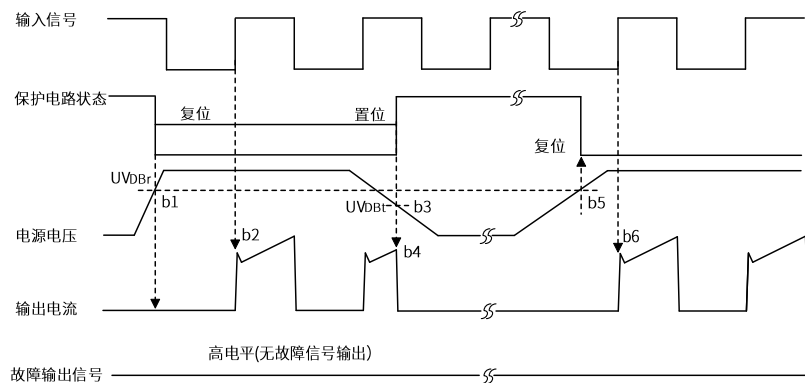 输入信号
保护电路状态
复位
置位
复位
UVDBr
b1
UVDBt
b3
b5
电源电压
b2
b4
b6
输出电流
高电平(无故障信号输出)
故障输出信号